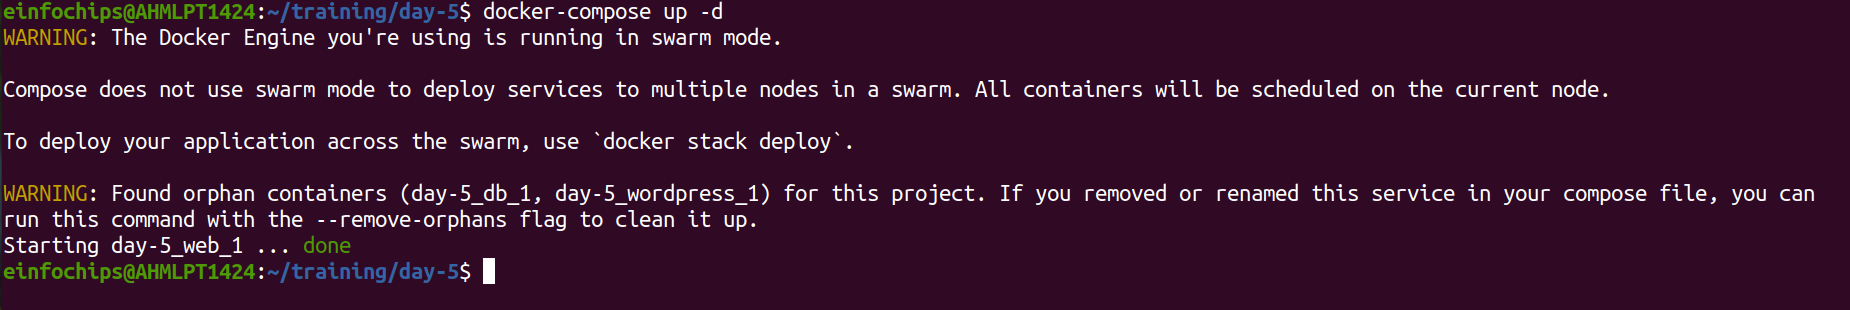 einfochips@AHMLPT1424:~/training/day-5$ docker-compose up -d
WARNING: The Docker Engine you're using is running in swarm mode.
Compose does not use swarm mode to deploy services to multiple nodes in a swarm. All containers will be scheduled on the current node.
To deploy your application across the swarm, use `docker stack deploy`.
WARNING: Found orphan containers (day-5_db_1, day-5_wordpress_1) for this project. If you removed or renamed this service in your compose file, you can
run this command with the --remove-orphans flag to clean it up.
Starting day-5_web_1 ... done
einfochips@AHMLPT1424:~/training/day-5$